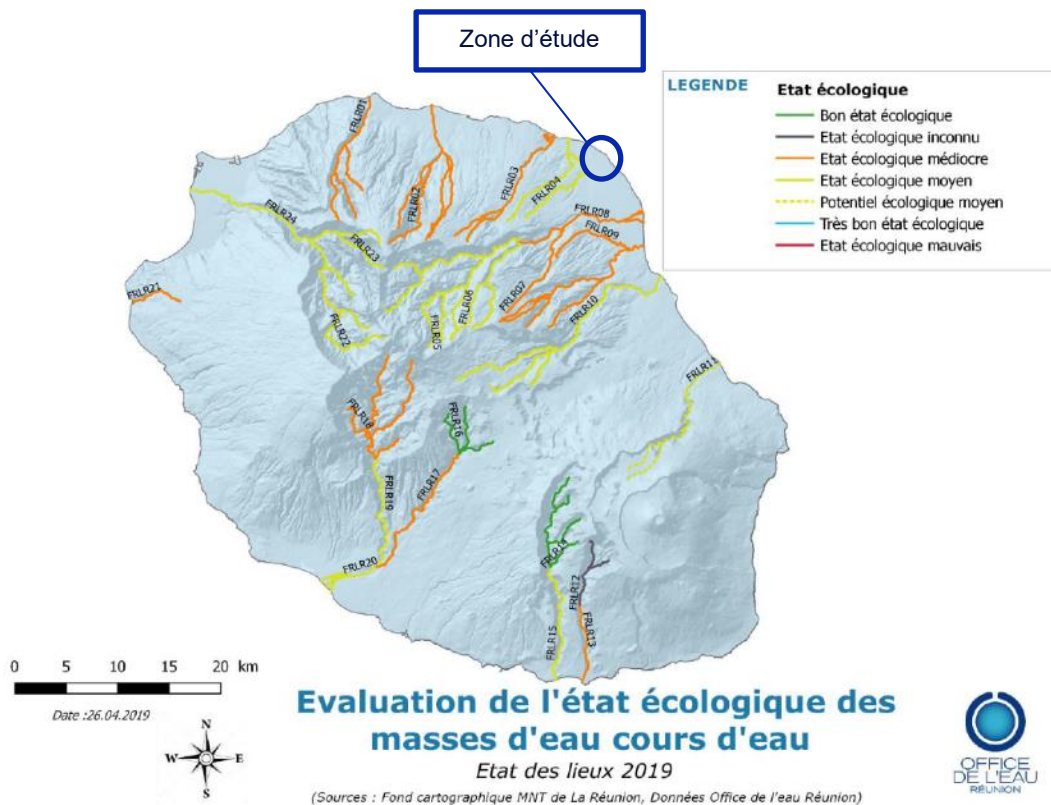 Zone d'étude
LEGENDE
Etat écologique
Bon état écologique
Etat écologique inconnu
Etat écologique médiocre
Etat écologique moyen
Potentiel écologique moyen
Très bon état écologique
Etat écologique mauvais
FRLR01
FRLR02
FRLR03
FRLR04
FRLR08
FRLR09
FRLR24
FRLR23
FRLR21
FRLR22
FRLR05
FRLR06
FRLR07
FRLR10
FRLR11
FRLR18
FRLR16
FRLR17
FRLR19
FRLR20
FRLR14
FRLR12
FRLR13
FRLR15
0 5 10 15 20 km
Date :26.04.2019
N
W E
S
Evaluation de l'état écologique des
masses d'eau cours d'eau
Etat des lieux 2019
(Sources : Fond cartographique MNT de La Réunion, Données Office de l'eau Réunion)
OFFICE
DE L'EAU
RÉUNION